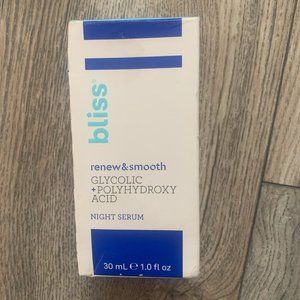 bliss®
renew&smooth
GLYCOLIC
+POLYHYDROXY
ACID
NIGHT SERUM
30 mL ℮ 1.0 fl oz